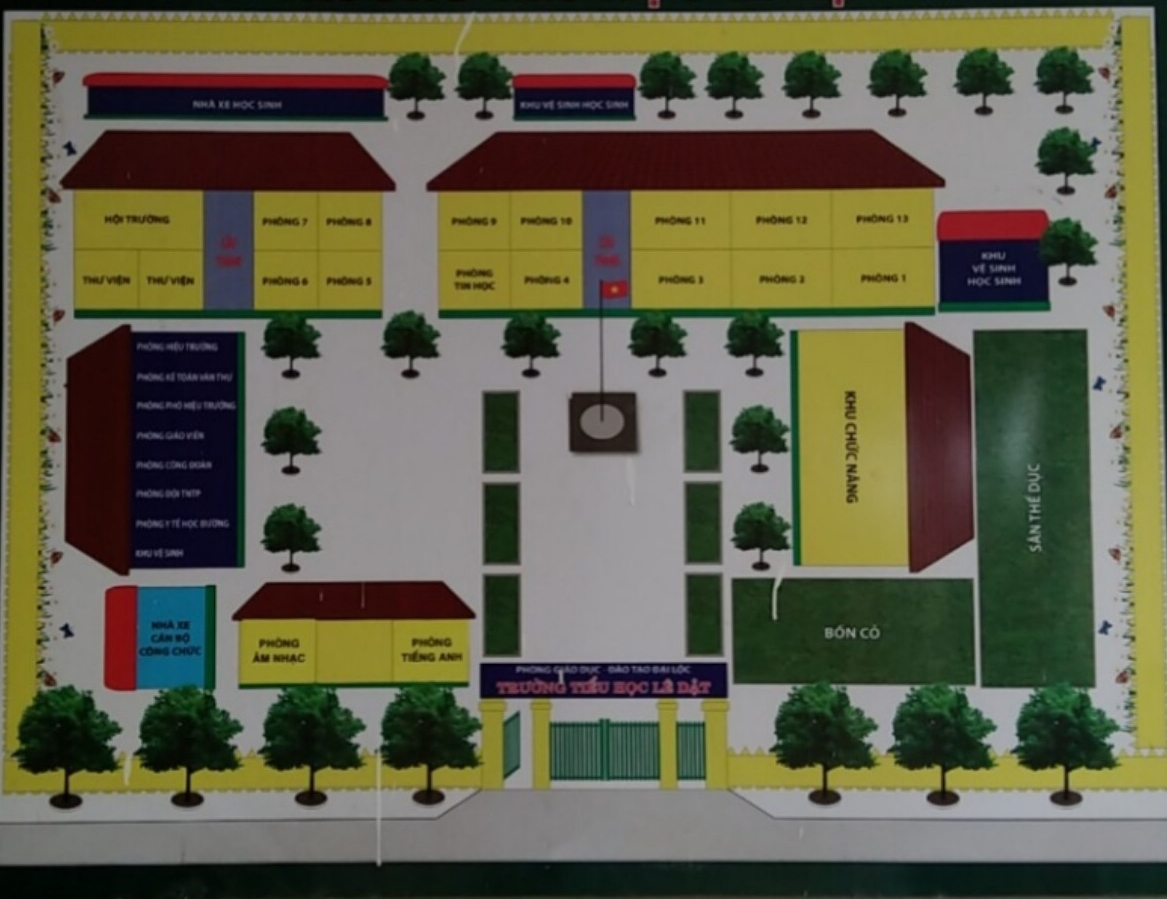 NHÀ XE HỌC SINH
KHU VỆ SINH HỌC SINH
HỘI TRƯỜNG
PHÒNG 7
PHÒNG 8
THƯ VIỆN
THƯ VIỆN
PHÒNG 6
PHÒNG 5
PHÒNG 9
PHÒNG 10
PHÒNG 11
PHÒNG 12
PHÒNG 13
PHÒNG
TIN HỌC
PHÒNG 4
PHÒNG 3
PHÒNG 2
PHÒNG 1
KHU
VỆ SINH
HỌC SINH
PHÒNG HIỆU TRƯỞNG
PHÒNG KẾ TOÁN VĂN THƯ
PHÒNG PHÓ HIỆU TRƯỞNG
PHÒNG GIÁO VIÊN
PHÒNG CÔNG ĐOÀN
PHÒNG ĐỘI TNTP
PHÒNG Y TẾ HỌC ĐƯỜNG
KHU VỆ SINH
KHU CHỨC NĂNG
SÂN THỂ DỤC
NHÀ XE
CÁN BỘ
CÔNG CHỨC
PHÒNG
ÂM NHẠC
PHÒNG
TIẾNG ANH
BỒN CỎ
PHÒNG GIÁO DỤC - ĐÀO TẠO ĐẠI LỘC
TRƯỜNG TIỂU HỌC LÊ DẬT